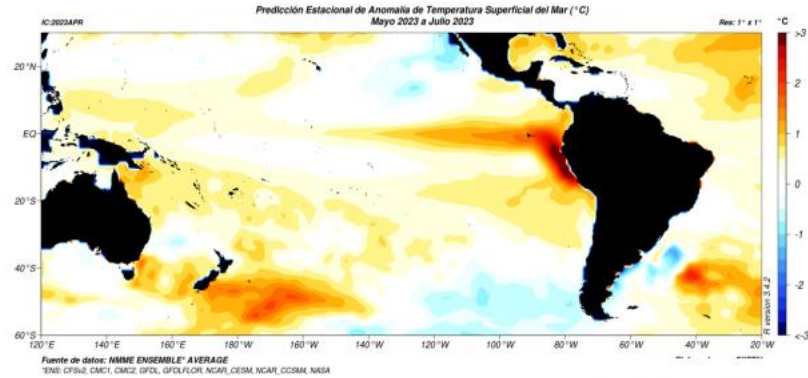 Predicción Estacional de Anomalía de Temperatura Superficial del Mar (°C)
IC:2023APR Mayo 2023 a Julio 2023 Res: 1° x 1°
°C
>3
20°N
2
1
EQ
0
20°S
-1
40°S
-2
60°S
<-3
120°E 140°E 160°E 180°W 160°W 140°W 120°W 100°W 80°W 60°W 40°W 20°W
R version 3.4.2
Fuente de datos: NMME ENSEMBLE* AVERAGE
*ENS: CFSv2, CMC1, CMC2, GFDL, GFDLFLOR, NCAR_CESM, NCAR_CCSM4, NASA